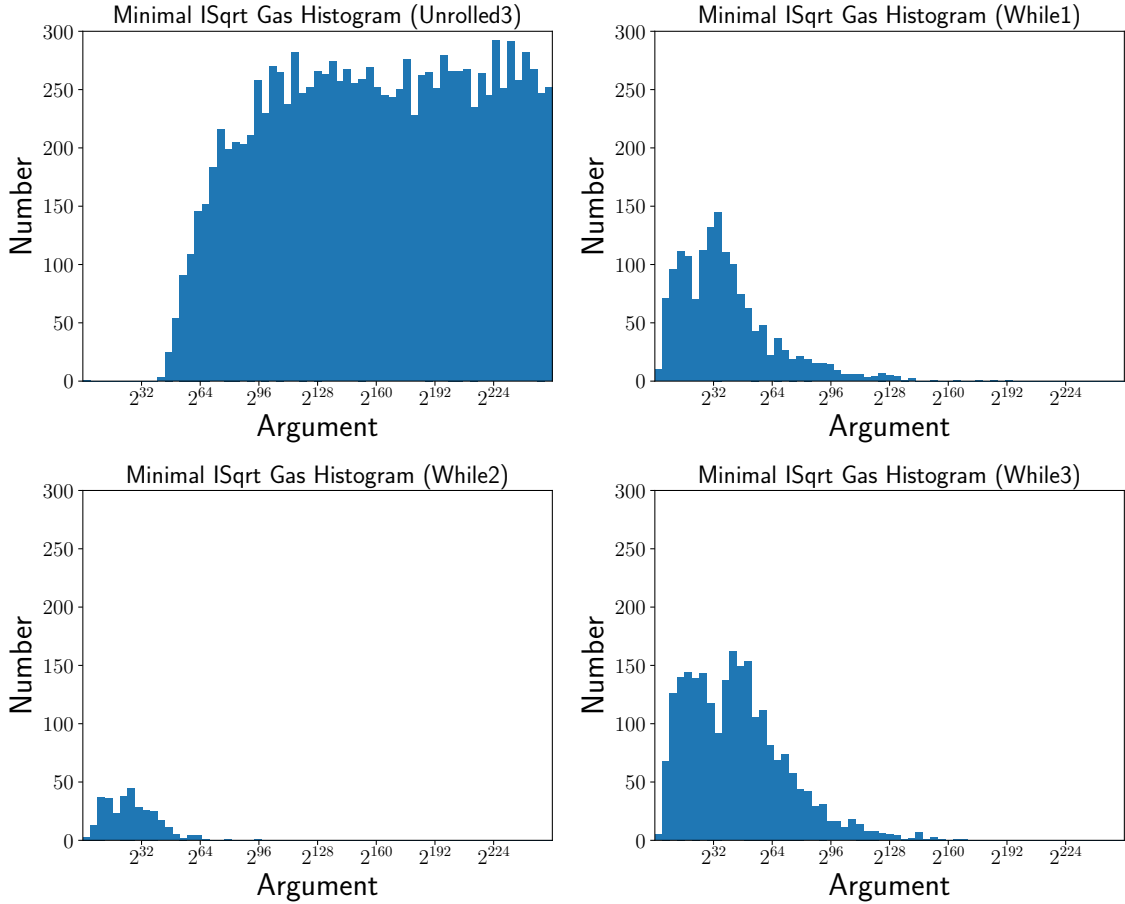 Minimal ISqrt Gas Histogram (Unrolled3)
300
250
200
150
100
50
0
Number
2^32 2^64 2^96 2^128 2^160 2^192 2^224
Argument
Minimal ISqrt Gas Histogram (While1)
300
250
200
150
100
50
0
Number
2^32 2^64 2^96 2^128 2^160 2^192 2^224
Argument
Minimal ISqrt Gas Histogram (While2)
300
250
200
150
100
50
0
Number
2^32 2^64 2^96 2^128 2^160 2^192 2^224
Argument
Minimal ISqrt Gas Histogram (While3)
300
250
200
150
100
50
0
Number
2^32 2^64 2^96 2^128 2^160 2^192 2^224
Argument